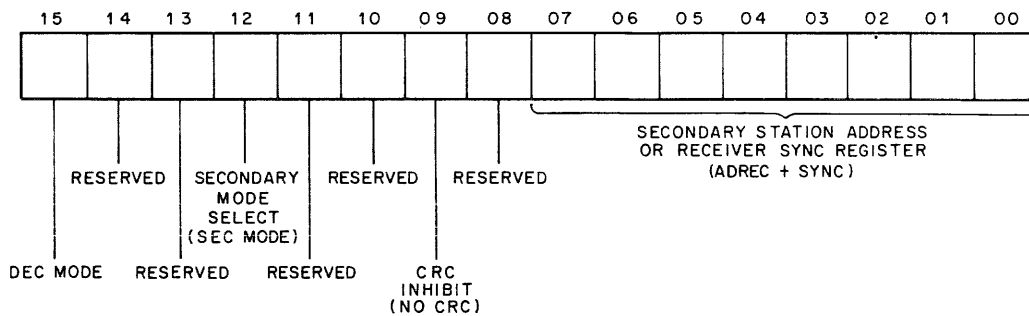 15 14 13 12 11 10 09 08 07 06 05 04 03 02 01 00
SECONDARY STATION ADDRESS
OR RECEIVER SYNC REGISTER
(ADREC + SYNC)
RESERVED
SECONDARY
MODE
SELECT
(SEC MODE)
RESERVED
RESERVED
DEC MODE
RESERVED
RESERVED
CRC
INHIBIT
(NO CRC)